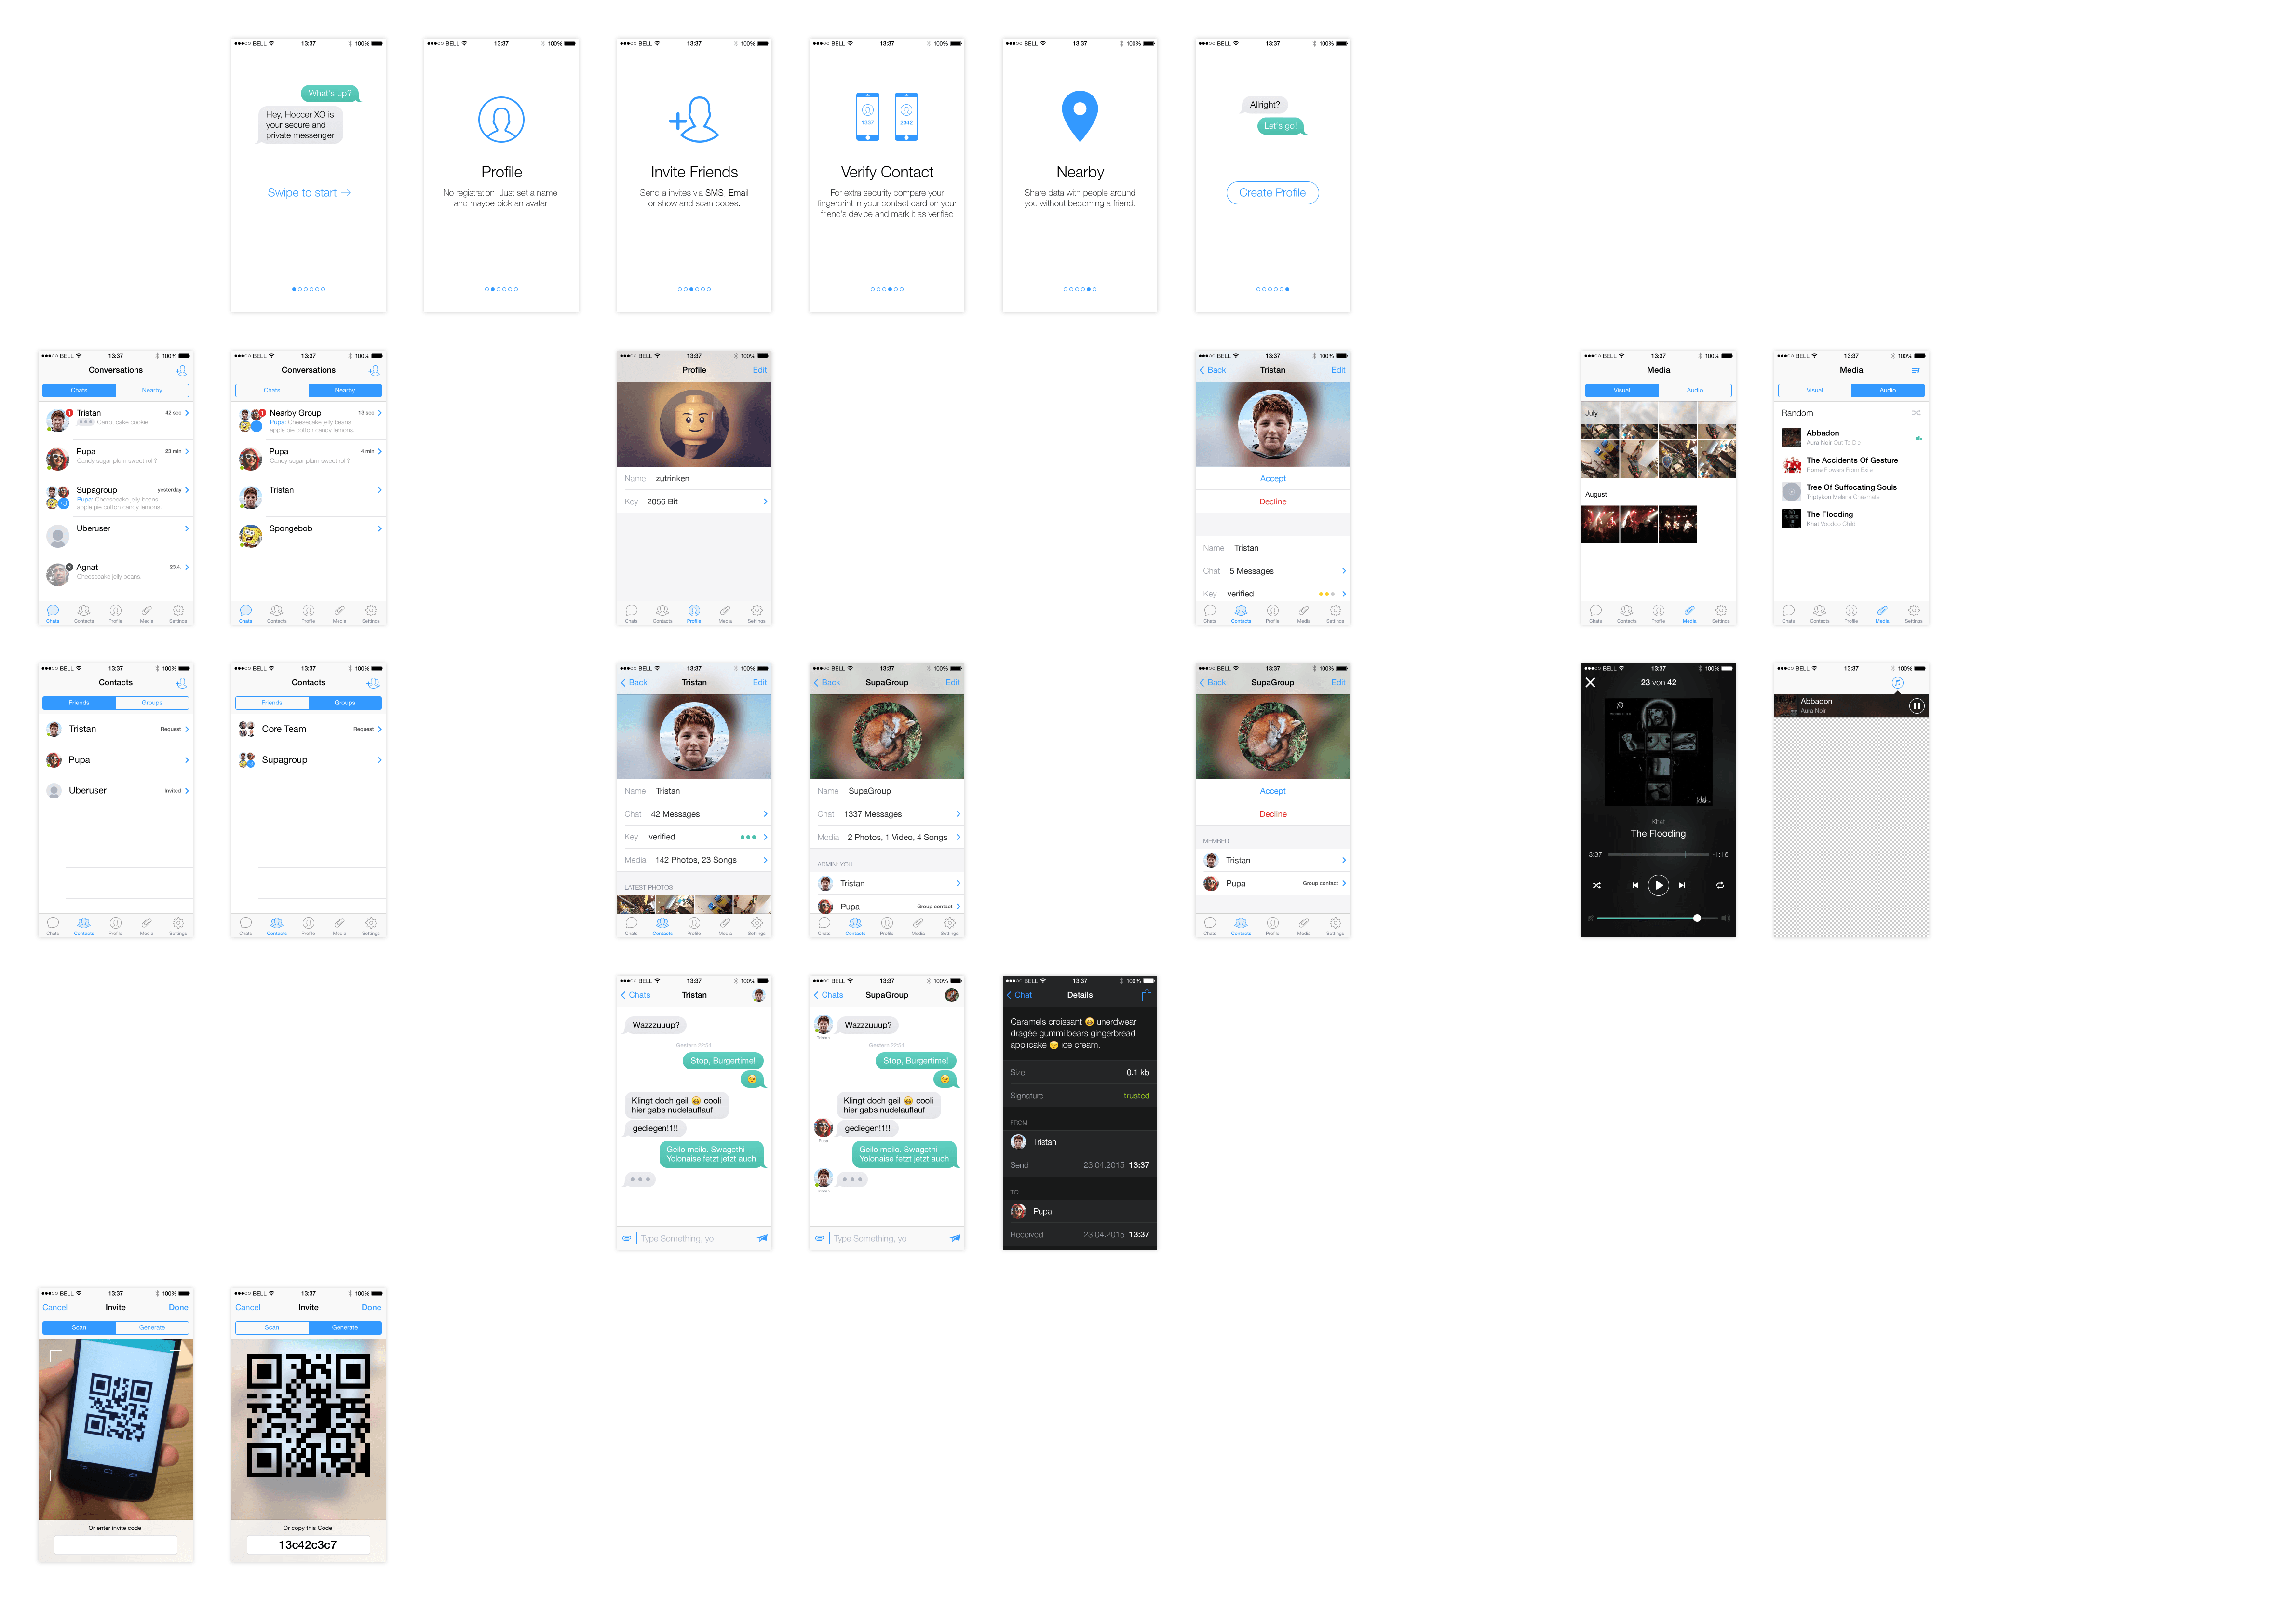 ●●●○○ BELL 13:37 100%
What's up?
Hey, Hoccer XO is
your secure and
private messenger
Swipe to start →
●●●○○ BELL 13:37 100%
Profile
No registration. Just set a name
and maybe pick an avatar.
●●●○○ BELL 13:37 100%
Invite Friends
Send a invites via SMS, Email
or show and scan codes.
●●●○○ BELL 13:37 100%
1337 2342
Verify Contact
For extra security compare your
fingerprint in your contact card on your
friend's device and mark it as verified
●●●○○ BELL 13:37 100%
Nearby
Share data with people around
you without becoming a friend.
●●●○○ BELL 13:37 100%
Allright?
Let's go!
Create Profile
●●●○○ BELL 13:37 100%
Conversations
Chats Nearby
Tristan 42 sec
Carrot cake cookie!
Pupa 23 min
Candy sugar plum sweet roll?
Supagroup yesterday
Pupa: Cheesecake jelly beans
apple pie cotton candy lemons.
Uberuser
Agnat 23.4.
Cheesecake jelly beans.
Chats Contacts Profile Media Settings
●●●○○ BELL 13:37 100%
Conversations
Chats Nearby
Nearby Group 13 sec
Pupa: Cheesecake jelly beans
apple pie cotton candy lemons.
Pupa 4 min
Candy sugar plum sweet roll?
Tristan
Spongebob
Chats Contacts Profile Media Settings
●●●○○ BELL 13:37 100%
Profile Edit
Name zutrinken
Key 2056 Bit
Chats Contacts Profile Media Settings
●●●○○ BELL 13:37 100%
Back Tristan Edit
Accept
Decline
Name Tristan
Chat 5 Messages
Key verified
Chats Contacts Profile Media Settings
●●●○○ BELL 13:37 100%
Media
Visual Audio
July
August
Chats Contacts Profile Media Settings
●●●○○ BELL 13:37 100%
Media
Visual Audio
Random
Abbadon
Aura Noir Out To Die
The Accidents Of Gesture
Rome Flowers From Exile
Tree Of Suffocating Souls
Triptykon Melana Chasmata
The Flooding
Khat Voodoo Child
Chats Contacts Profile Media Settings
●●●○○ BELL 13:37 100%
Contacts
Friends Groups
Tristan Request
Pupa
Uberuser Invited
Chats Contacts Profile Media Settings
●●●○○ BELL 13:37 100%
Contacts
Friends Groups
Core Team Request
Supagroup
Chats Contacts Profile Media Settings
●●●○○ BELL 13:37 100%
Back Tristan Edit
Name Tristan
Chat 42 Messages
Key verified
Media 142 Photos, 23 Songs
LATEST PHOTOS
Chats Contacts Profile Media Settings
●●●○○ BELL 13:37 100%
Back SupaGroup Edit
Name SupaGroup
Chat 1337 Messages
Media 2 Photos, 1 Video, 4 Songs
ADMIN: YOU
Tristan
Pupa Group contact
Chats Contacts Profile Media Settings
●●●○○ BELL 13:37 100%
Back SupaGroup Edit
Accept
Decline
MEMBER
Tristan
Pupa Group contact
Chats Contacts Profile Media Settings
●●●○○ BELL 13:37 100%
23 von 42
Khat
The Flooding
3:37 -1:16
●●●○○ BELL 13:37 100%
Abbadon
Aura Noir
●●●○○ BELL 13:37 100%
Chats Tristan
Wazzzuuup?
Gestern 22:54
Stop, Burgertime!
😒
Klingt doch geil 😄 cooli
hier gabs nudelauflauf
gediegen!1!!
Geilo meilo. Swagethi
Yolonaise fetzt jetzt auch
Type Something, yo
●●●○○ BELL 13:37 100%
Chats SupaGroup
Wazzzuuup?
Tristan
Gestern 22:54
Stop, Burgertime!
😒
Klingt doch geil 😄 cooli
hier gabs nudelauflauf
gediegen!1!!
Pupa
Geilo meilo. Swagethi
Yolonaise fetzt jetzt auch
Tristan
Type Something, yo
●●●○○ BELL 13:37 100%
Chat Details
Caramels croissant 😄 unerdwear
dragée gummi bears gingerbread
applicake 😒 ice cream.
Size 0.1 kb
Signature trusted
FROM
Tristan
Send 23.04.2015 13:37
TO
Pupa
Received 23.04.2015 13:37
●●●○○ BELL 13:37 100%
Cancel Invite Done
Scan Generate
Or enter invite code
●●●○○ BELL 13:37 100%
Cancel Invite Done
Scan Generate
Or copy this Code
13c42c3c7